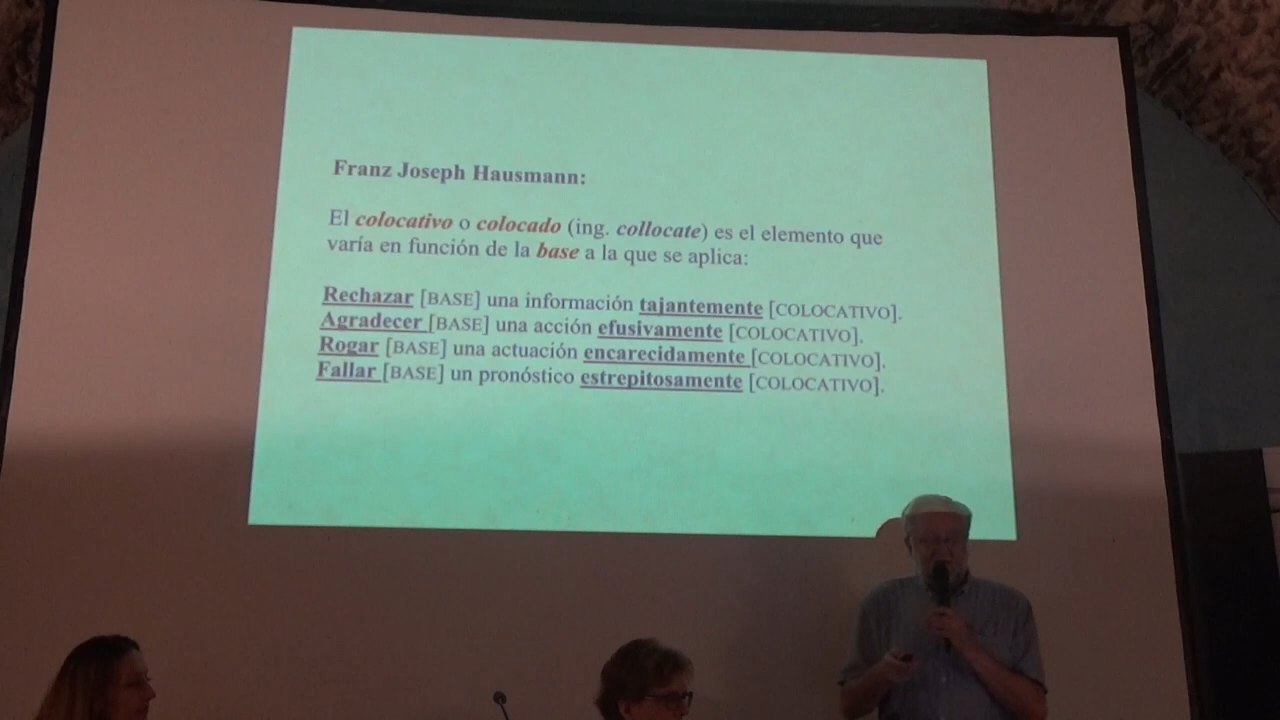 Franz Joseph Hausmann:
El colocativo o colocado (ing. collocate) es el elemento que
varía en función de la base a la que se aplica:
Rechazar [BASE] una información tajantemente [COLOCATIVO].
Agradecer [BASE] una acción efusivamente [COLOCATIVO].
Rogar [BASE] una actuación encarecidamente [COLOCATIVO].
Fallar [BASE] un pronóstico estrepitosamente [COLOCATIVO].